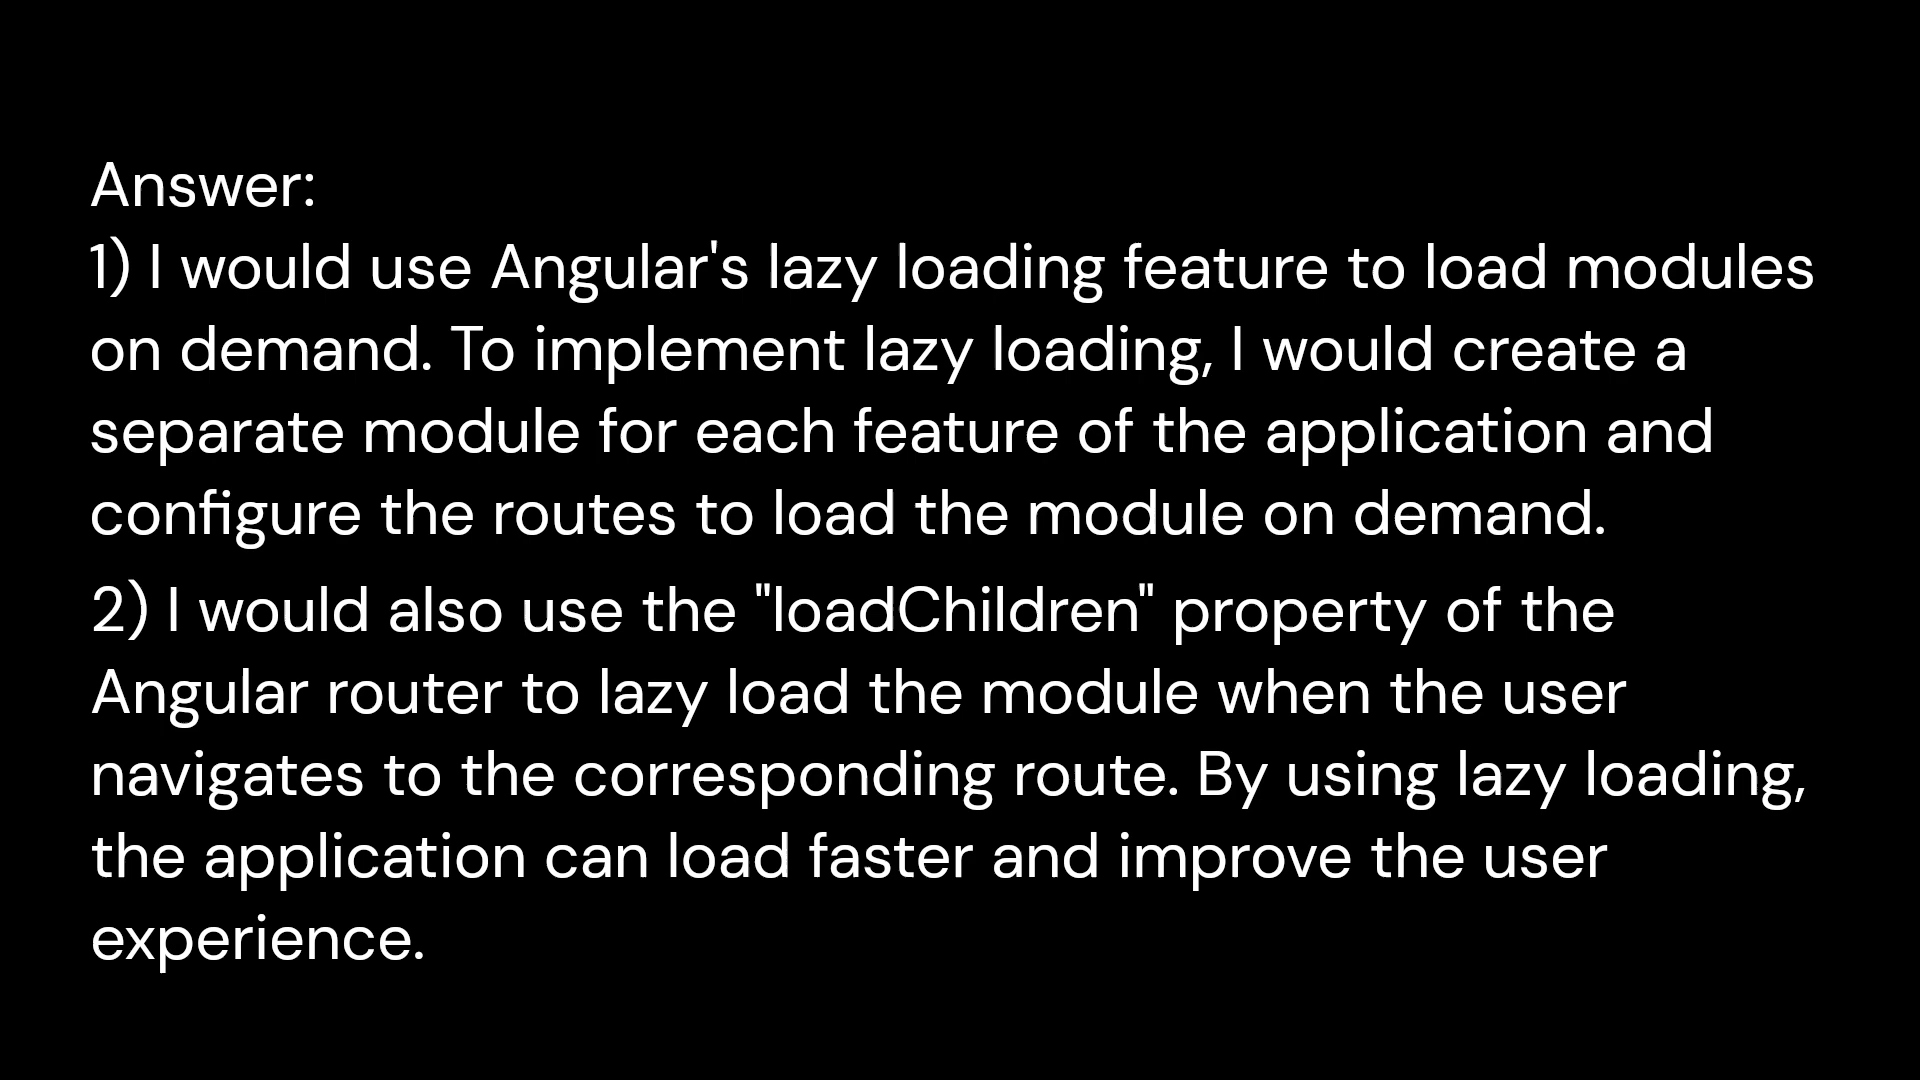 Answer:
1) I would use Angular's lazy loading feature to load modules
on demand. To implement lazy loading, I would create a
separate module for each feature of the application and
configure the routes to load the module on demand.
2) I would also use the "loadChildren" property of the
Angular router to lazy load the module when the user
navigates to the corresponding route. By using lazy loading,
the application can load faster and improve the user
experience.